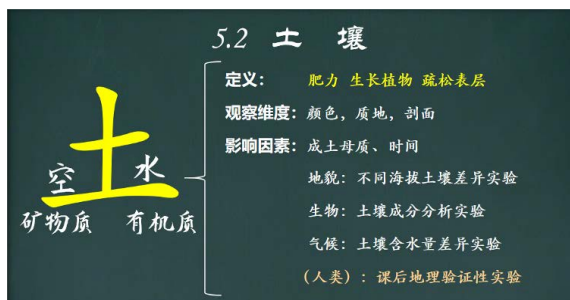 5.2 土 壤
定义： 肥力 生长植物 疏松表层
观察维度：颜色，质地，剖面
影响因素：成土母质、时间
地貌：不同海拔土壤差异实验
生物：土壤成分分析实验
气候：土壤含水量差异实验
（人类）：课后地理验证性实验
土
空 水
矿物质 有机质